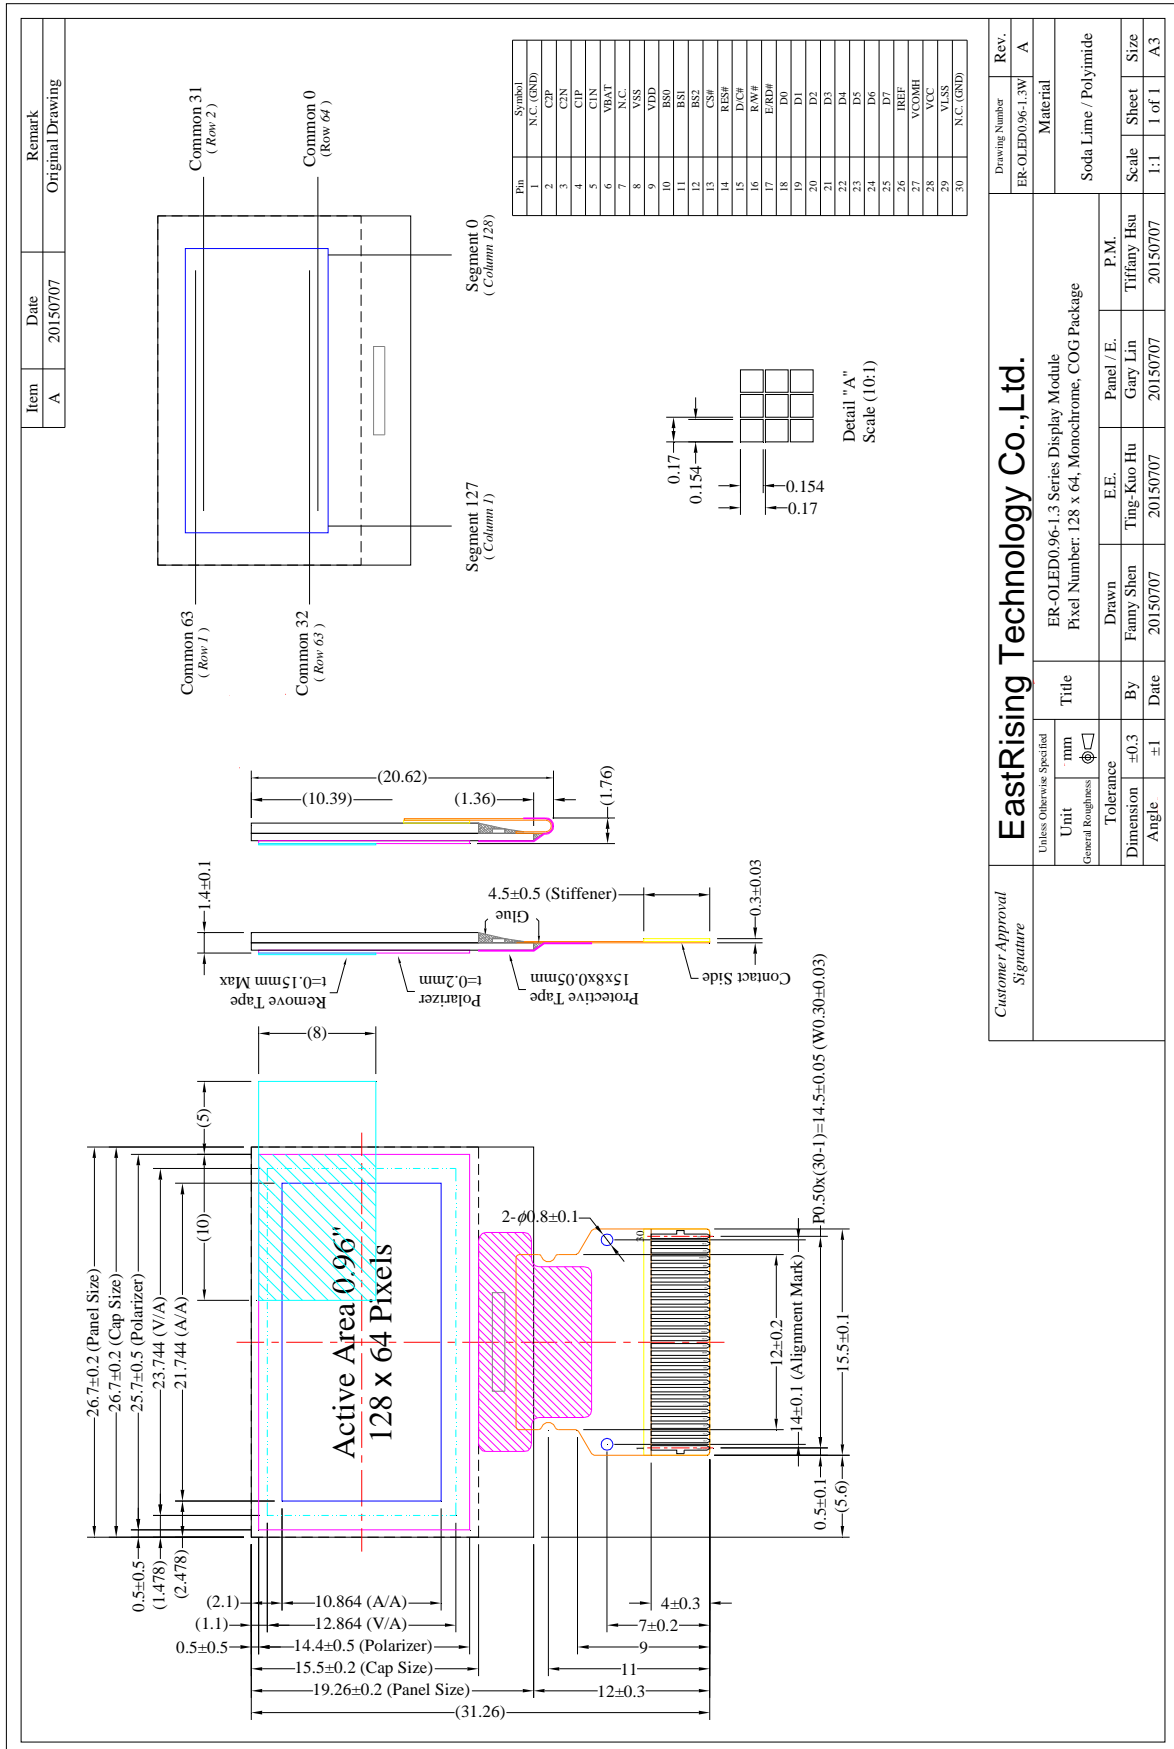 Item Date Remark
A 20150707 Original Drawing
Common 31
( Row 2 )
Common 0
(Row 64 )
Common 63
( Row 1 )
Common 32
( Row 63 )
Segment 0
( Column 128)
Segment 127
( Column 1 )
Pin Symbol
1 N.C. (GND)
2 C2P
3 C2N
4 C1P
5 C1N
6 VBAT
7 N.C.
8 VSS
9 VDD
10 BS0
11 BS1
12 BS2
13 CS#
14 RES#
15 D/C#
16 R/W#
17 E/RD#
18 D0
19 D1
20 D2
21 D3
22 D4
23 D5
24 D6
25 D7
26 IREF
27 VCOMH
28 VCC
29 VLSS
30 N.C. (GND)
0.17
0.154
0.154
0.17
Detail "A"
Scale (10:1)
(20.62)
(10.39)
(1.36)
(1.76)
1.4±0.1
4.5±0.5 (Stiffener)
0.3±0.03
Glue
Remove Tape
t=0.15mm Max
Polarizer
t=0.2mm
Protective Tape
15x8x0.05mm
Contact Side
(8)
(5)
(10)
26.7±0.2 (Panel Size)
26.7±0.2 (Cap Size)
25.7±0.5 (Polarizer)
23.744 (V/A)
21.744 (A/A)
Active Area 0.96"
128 x 64 Pixels
0.5±0.5
(1.478)
(2.478)
(2.1)
10.864 (A/A)
(1.1)
12.864 (V/A)
0.5±0.5
14.4±0.5 (Polarizer)
15.5±0.2 (Cap Size)
19.26±0.2 (Panel Size)
(31.26)
2-ϕ0.8±0.1
30
1
P0.50x(30-1)=14.5±0.05 (W0.30±0.03)
12±0.2
14±0.1 (Alignment Mark)
15.5±0.1
0.5±0.1
(5.6)
4±0.3
7±0.2
9
11
12±0.3
Customer Approval
Signature
EastRising Technology Co.,Ltd.
Unless Otherwise Specified
Unit mm
General Roughness
Tolerance
Dimension ±0.3
Angle ±1
Title
ER-OLED0.96-1.3 Series Display Module
Pixel Number: 128 x 64, Monochrome, COG Package
Drawn E.E. Panel / E. P.M.
By Fanny Shen Ting-Kuo Hu Gary Lin Tiffany Hsu
Date 20150707 20150707 20150707 20150707
Drawing Number Rev.
ER-OLED0.96-1.3W A
Material
Soda Lime / Polyimide
Scale Sheet Size
1:1 1 of 1 A3